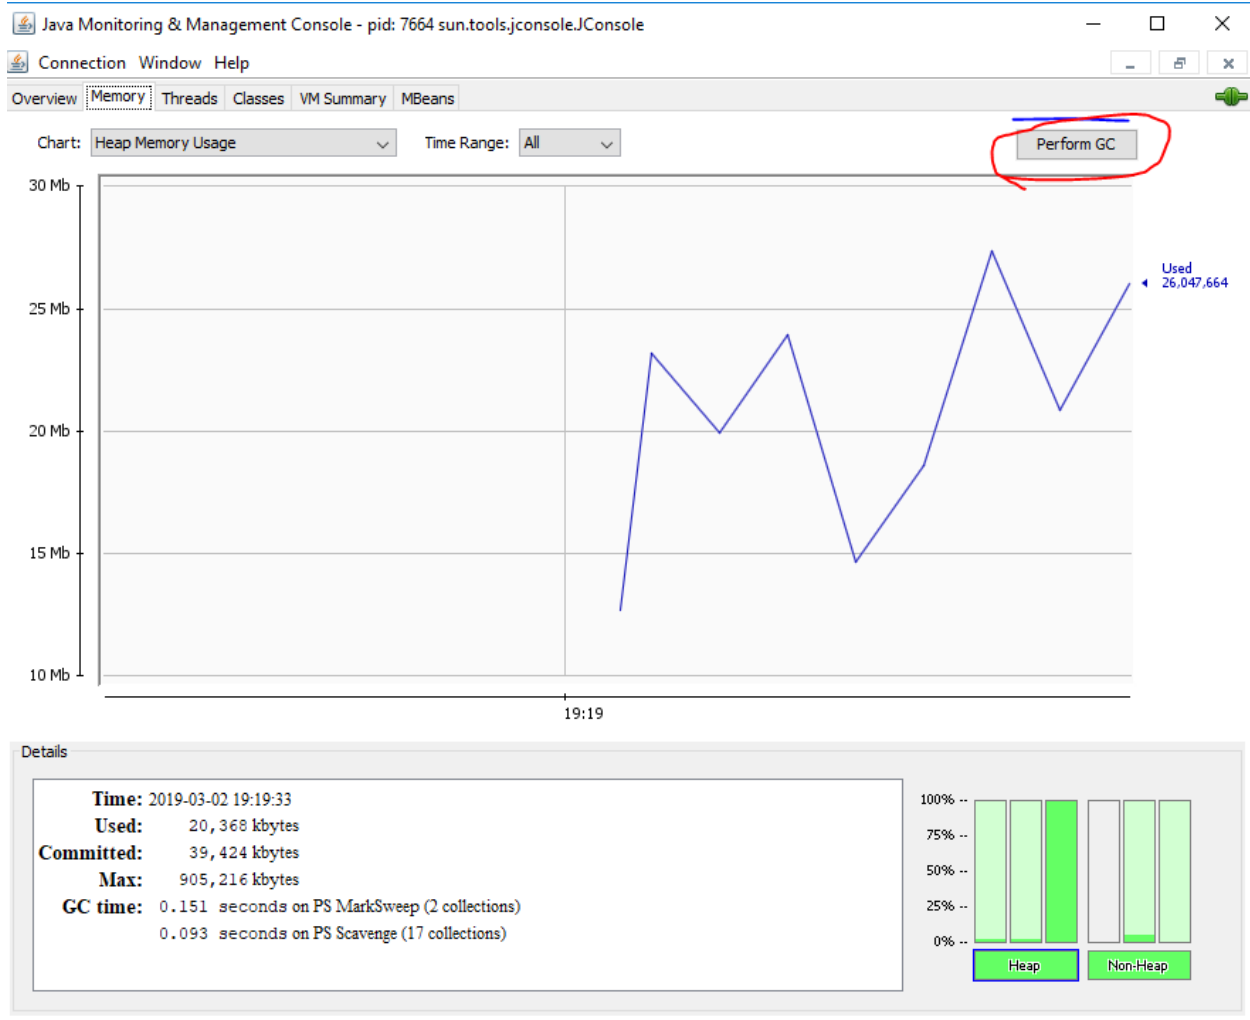 Java Monitoring & Management Console - pid: 7664 sun.tools.jconsole.JConsole
Connection Window Help
Overview Memory Threads Classes VM Summary MBeans
Chart: Heap Memory Usage Time Range: All Perform GC
30 Mb
25 Mb
20 Mb
15 Mb
10 Mb
Used
26,047,664
19:19
Details
Time: 2019-03-02 19:19:33
Used: 20,368 kbytes
Committed: 39,424 kbytes
Max: 905,216 kbytes
GC time: 0.151 seconds on PS MarkSweep (2 collections)
0.093 seconds on PS Scavenge (17 collections)
100% --
75% --
50% --
25% --
0% --
Heap Non-Heap